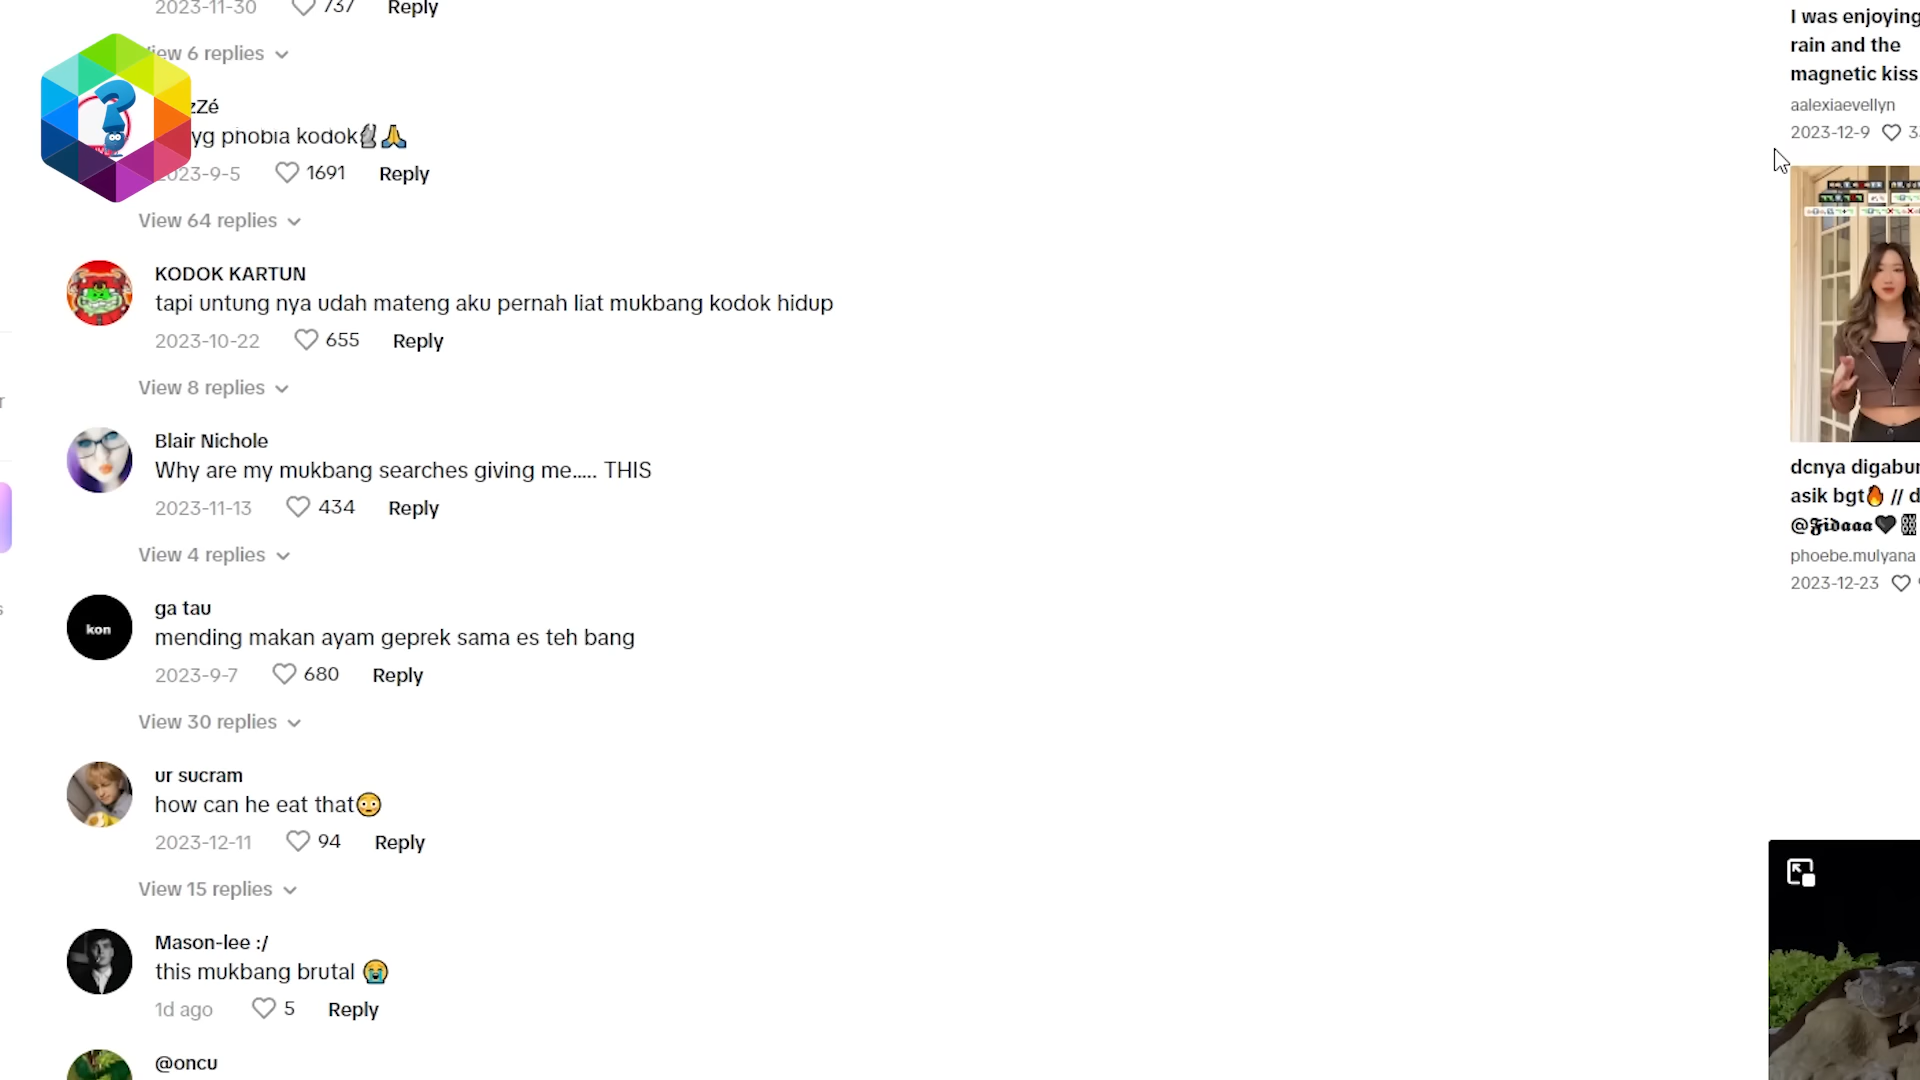 2023-11-30 737 Reply
View 6 replies
zZé
yg phobia kodok
2023-9-5 1691 Reply
View 64 replies
KODOK KARTUN
tapi untung nya udah mateng aku pernah liat mukbang kodok hidup
2023-10-22 655 Reply
View 8 replies
Blair Nichole
Why are my mukbang searches giving me..... THIS
2023-11-13 434 Reply
View 4 replies
kon
ga tau
mending makan ayam geprek sama es teh bang
2023-9-7 680 Reply
View 30 replies
ur sucram
how can he eat that😳
2023-12-11 94 Reply
View 15 replies
Mason-lee :/
this mukbang brutal 😭
1d ago 5 Reply
@oncu
I was enjoying
rain and the
magnetic kiss
aalexiaevellyn
2023-12-9
dcnya digabu
asik bgt🔥 // d
@𝕱𝖎𝖉𝖆𝖆𝖆🖤
phoebe.mulyana
2023-12-23